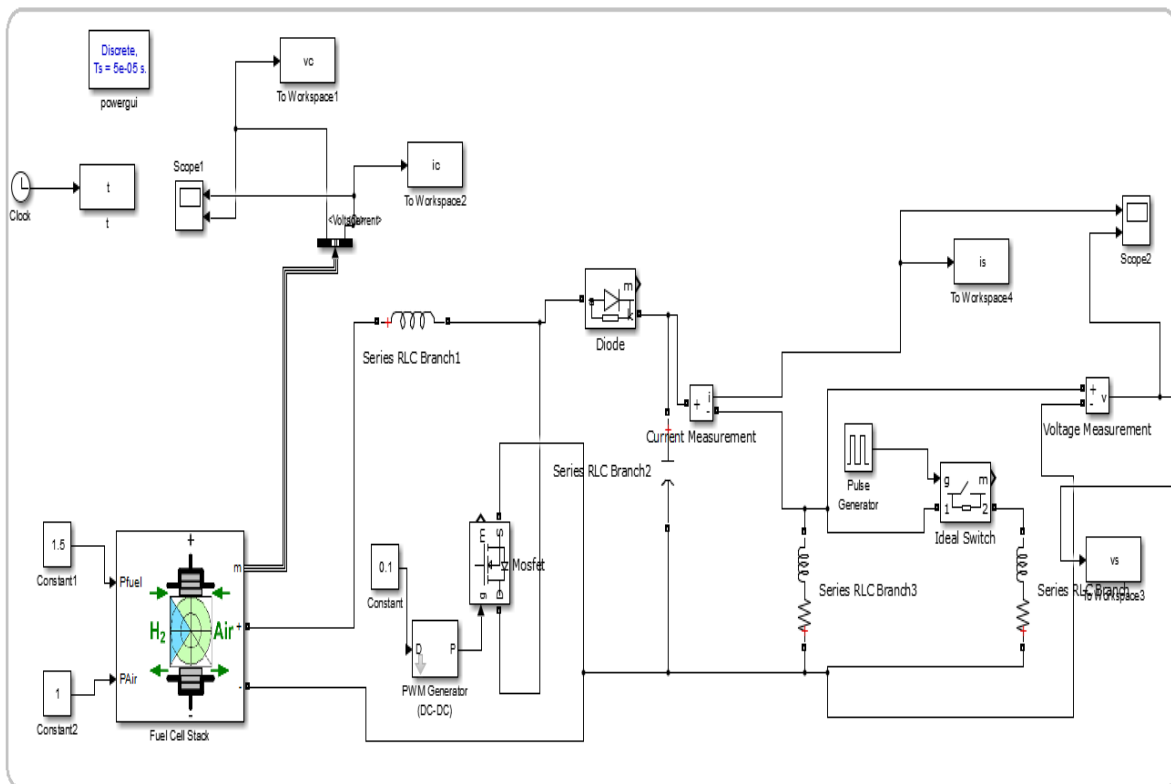 Discrete,
Ts = 5e-05 s.
powergui
vc
To Workspace1
ic
To Workspace2
Clock
t
t
Scope1
<Voltage
Current>
Series RLC Branch1
m
a
k
Diode
is
To Workspace4
Scope2
+
i
-
Current Measurement
+
-
v
Voltage Measurement
Series RLC Branch2
Pulse
Generator
g
m
1
2
Ideal Switch
Series RLC Branch3
Series RLC Branch
vs
To Workspace3
1.5
Constant1
1
Constant2
Pfuel
PAir
+
m
H2
Air
+
-
-
Fuel Cell Stack
0.1
Constant
D
P
PWM Generator
(DC-DC)
m
S
g
D
Mosfet